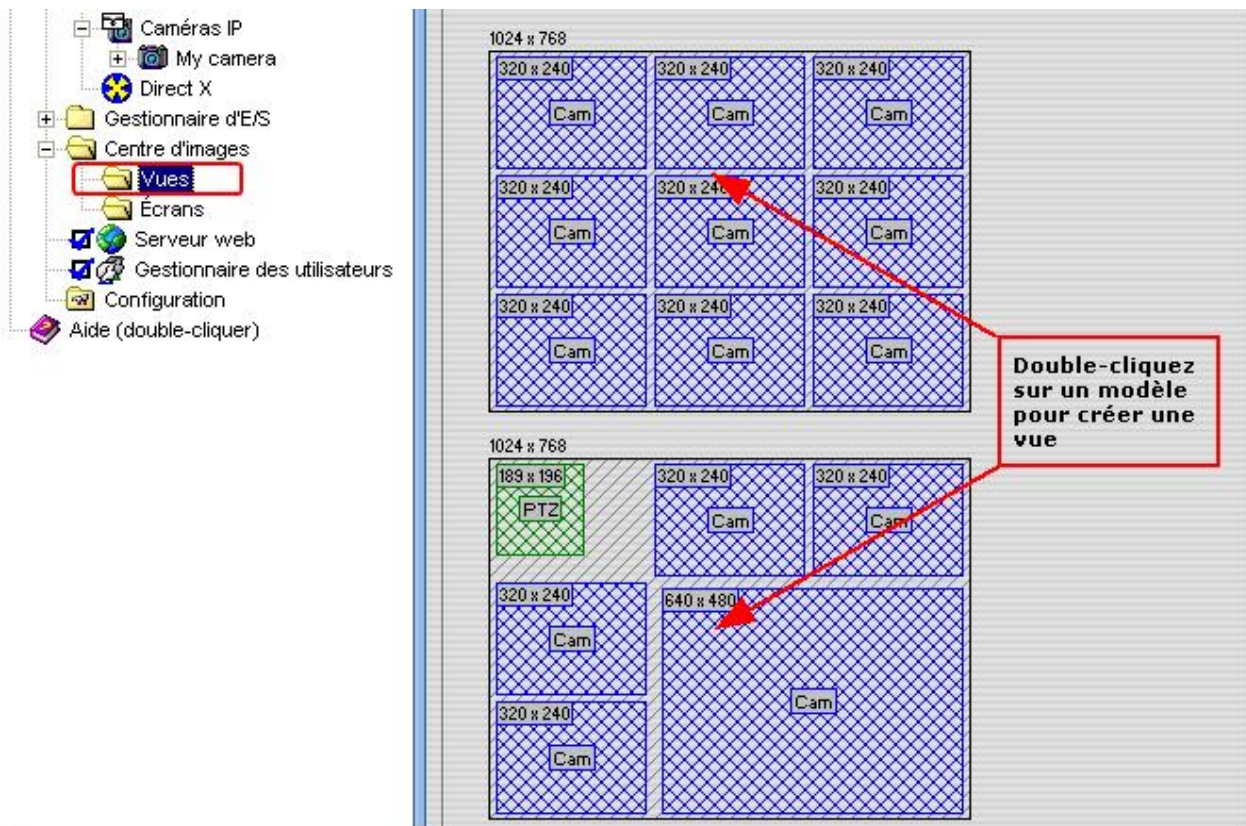 Caméras IP
My camera
Direct X
Gestionnaire d'E/S
Centre d'images
Vues
Écrans
Serveur web
Gestionnaire des utilisateurs
Configuration
Aide (double-cliquer)
1024 x 768
320 x 240 320 x 240 320 x 240
Cam Cam Cam
320 x 240 320 x 240 320 x 240
Cam Cam Cam
320 x 240 320 x 240 320 x 240
Cam Cam Cam
Double-cliquez
sur un modèle
pour créer une
vue
1024 x 768
189 x 196 320 x 240 320 x 240
PTZ Cam Cam
320 x 240 640 x 480
Cam
Cam
320 x 240
Cam